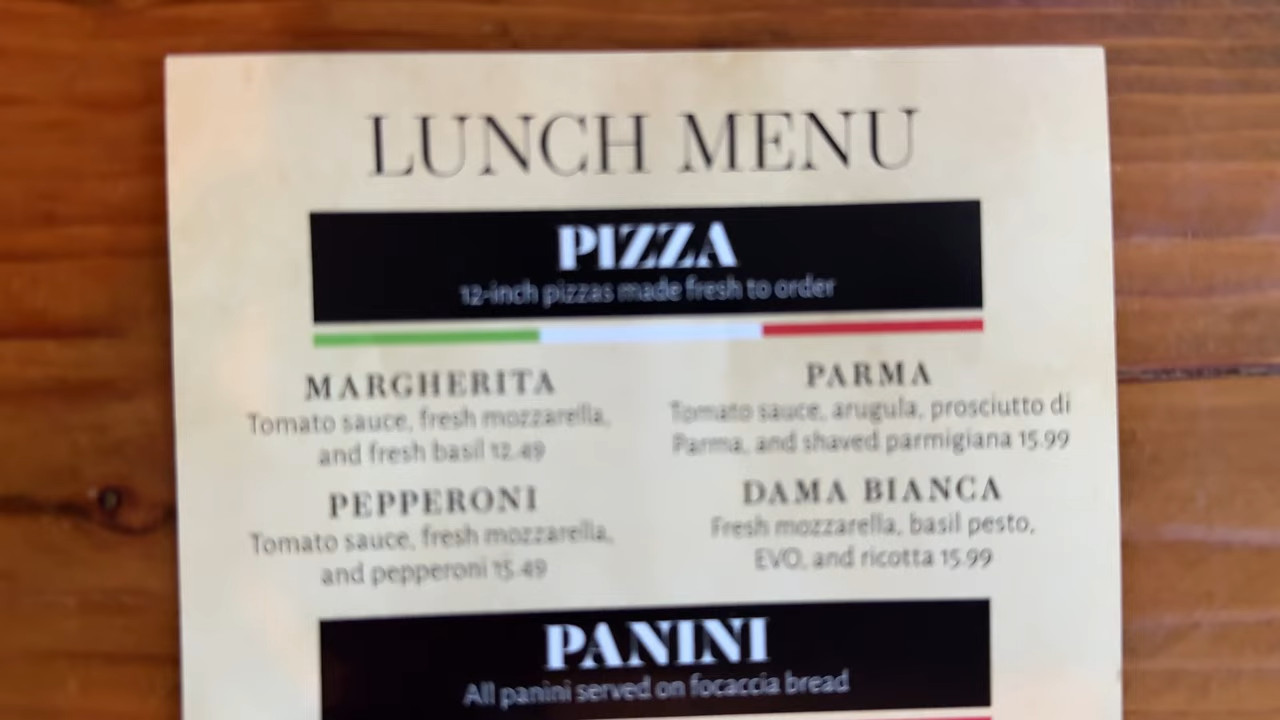 LUNCH MENU
PIZZA
12-inch pizzas made fresh to order
MARGHERITA
Tomato sauce, fresh mozzarella,
and fresh basil 12.49
PEPPERONI
Tomato sauce, fresh mozzarella,
and pepperoni 15.49
PARMA
Tomato sauce, arugula, prosciutto di
Parma, and shaved parmigiana 15.99
DAMA BIANCA
Fresh mozzarella, basil pesto,
EVO, and ricotta 15.99
PANINI
All panini served on focaccia bread